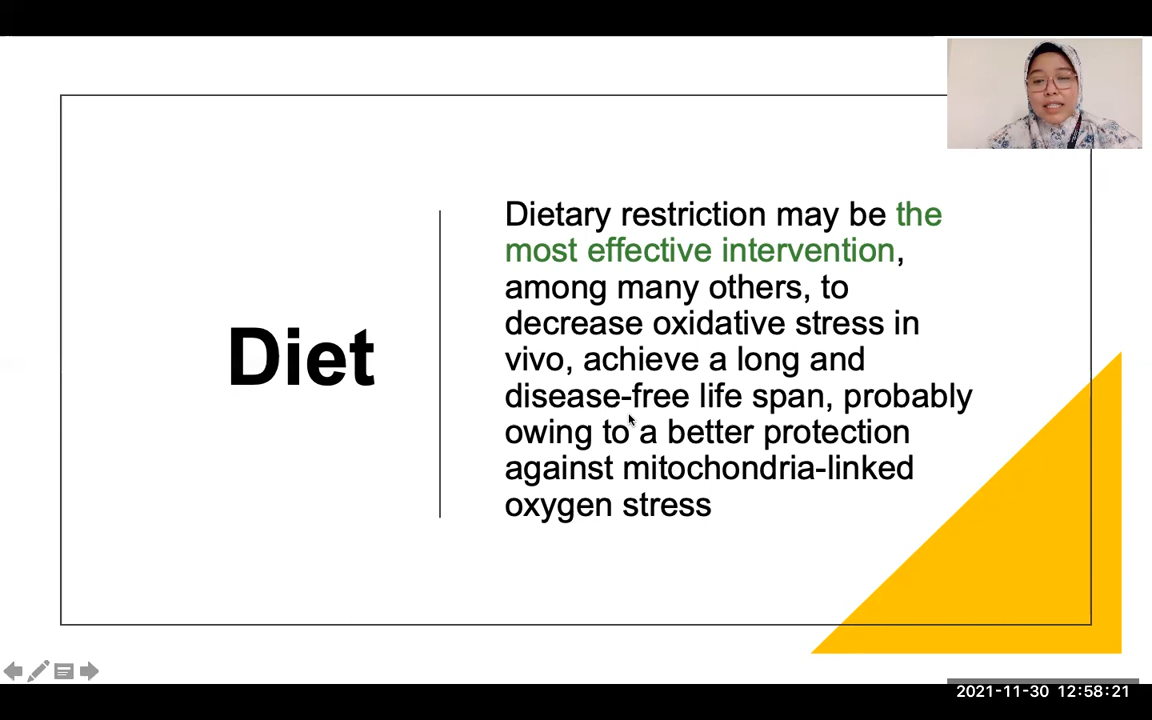 Diet
Dietary restriction may be the
most effective intervention,
among many others, to
decrease oxidative stress in
vivo, achieve a long and
disease-free life span, probably
owing to a better protection
against mitochondria-linked
oxygen stress
2021-11-30 12:58:21